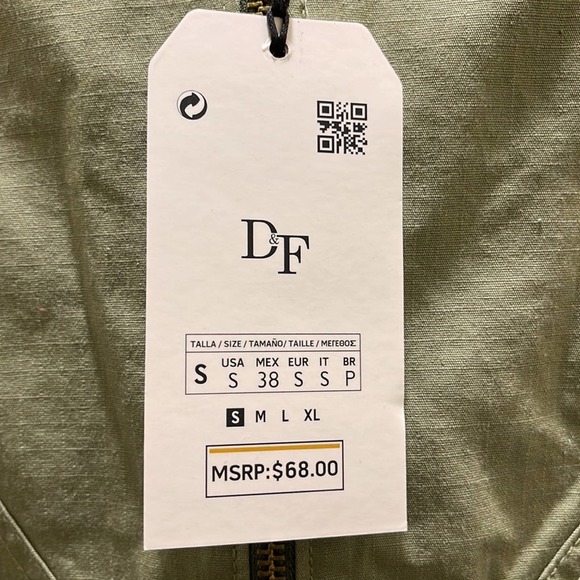 D&F
TALLA / SIZE / TAMAÑO / TAILLE / ΜΕΓΕΘΟΣ
S USA MEX EUR IT BR
S 38 S S P
S M L XL
MSRP:$68.00